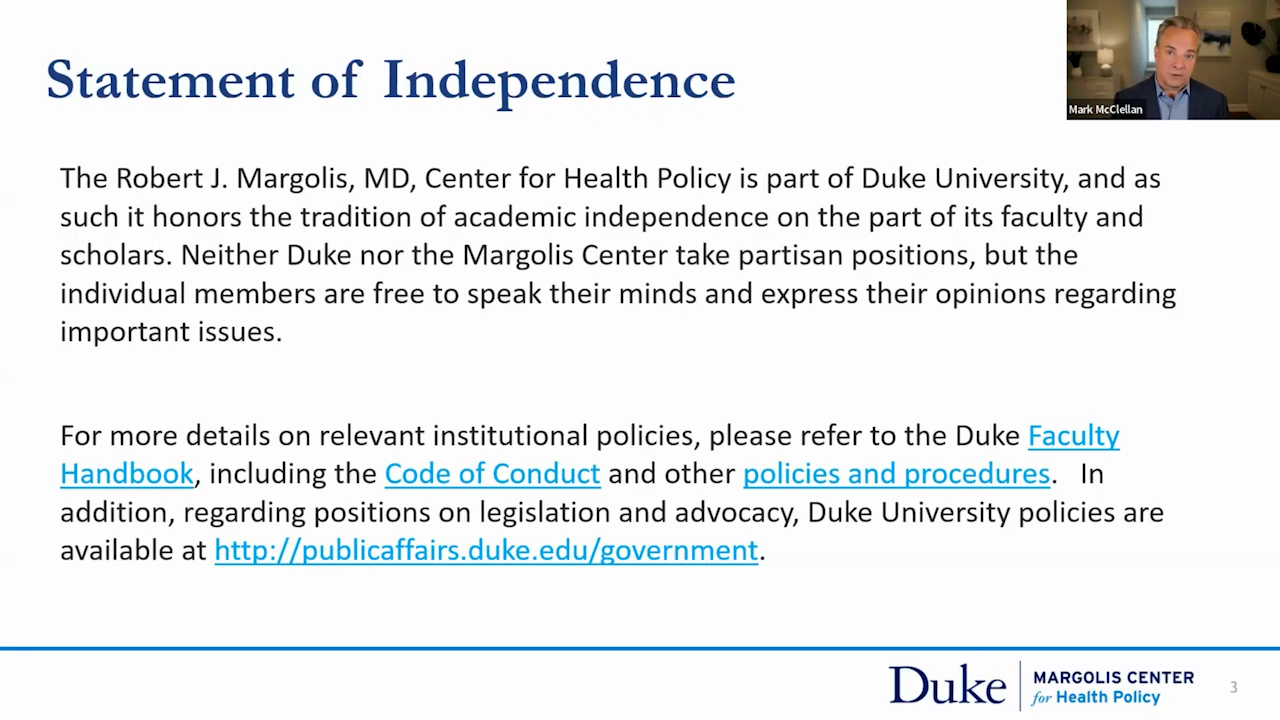 Statement of Independence
Mark McClellan
The Robert J. Margolis, MD, Center for Health Policy is part of Duke University, and as
such it honors the tradition of academic independence on the part of its faculty and
scholars. Neither Duke nor the Margolis Center take partisan positions, but the
individual members are free to speak their minds and express their opinions regarding
important issues.
For more details on relevant institutional policies, please refer to the Duke Faculty
Handbook, including the Code of Conduct and other policies and procedures.   In
addition, regarding positions on legislation and advocacy, Duke University policies are
available at http://publicaffairs.duke.edu/government.
Duke
MARGOLIS CENTER
for Health Policy
3